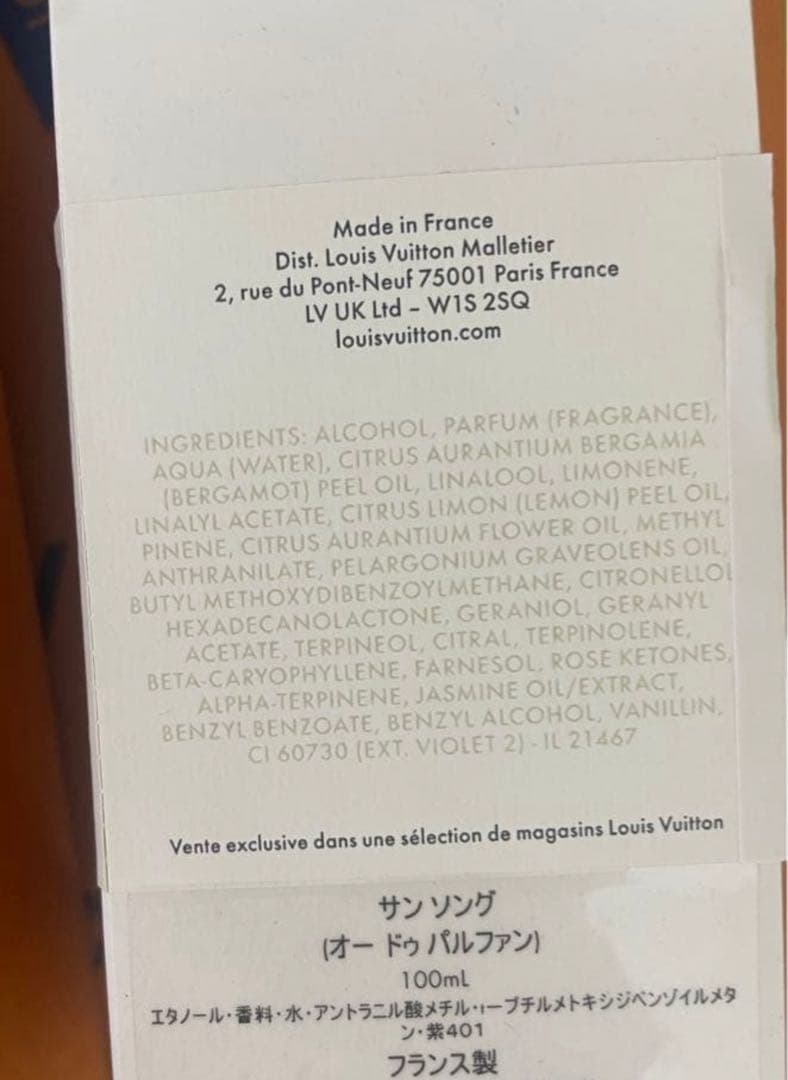 Made in France
Dist. Louis Vuitton Malletier
2, rue du Pont-Neuf 75001 Paris France
LV UK Ltd – W1S 2SQ
louisvuitton.com
INGREDIENTS: ALCOHOL, PARFUM (FRAGRANCE),
AQUA (WATER), CITRUS AURANTIUM BERGAMIA
(BERGAMOT) PEEL OIL, LINALOOL, LIMONENE,
LINALYL ACETATE, CITRUS LIMON (LEMON) PEEL OIL,
PINENE, CITRUS AURANTIUM FLOWER OIL, METHYL
ANTHRANILATE, PELARGONIUM GRAVEOLENS OIL,
BUTYL METHOXYDIBENZOYLMETHANE, CITRONELLOL
HEXADECANOLACTONE, GERANIOL, GERANYL
ACETATE, TERPINEOL, CITRAL, TERPINOLENE,
BETA-CARYOPHYLLENE, FARNESOL, ROSE KETONES,
ALPHA-TERPINENE, JASMINE OIL/EXTRACT,
BENZYL BENZOATE, BENZYL ALCOHOL, VANILLIN,
CI 60730 (EXT. VIOLET 2) - IL 21467
Vente exclusive dans une sélection de magasins Louis Vuitton
サン ソング
(オー ドゥ パルファン)
100mL
エタノール・香料・水・アントラニル酸メチル・t-ブチルメトキシジベンゾイルメタ
ン・紫401
フランス製